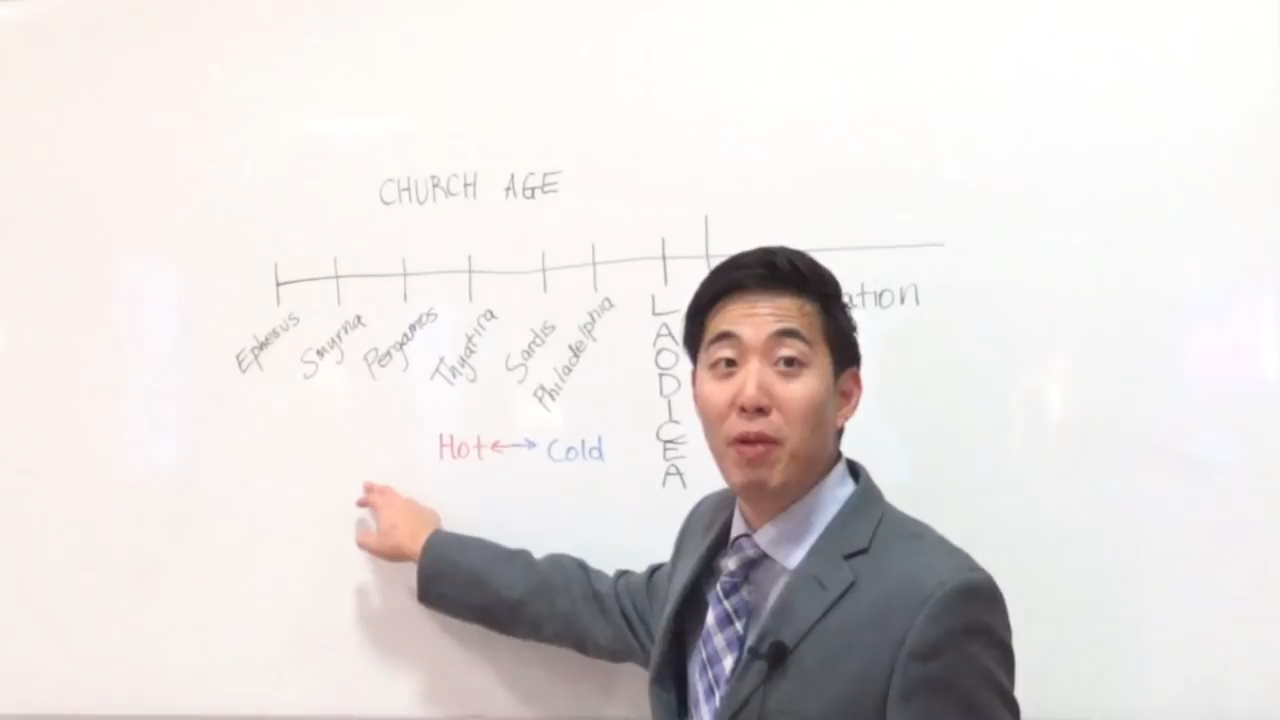 CHURCH AGE
Ephesus
Smyrna
Pergamos
Thyatira
Sardis
Philadelphia
LAODICEA
Hot Cold